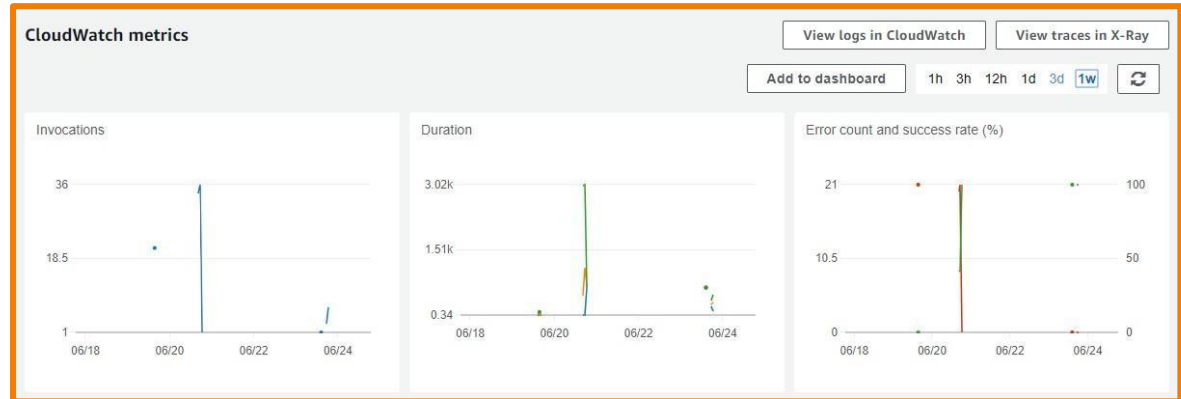 CloudWatch metrics
View logs in CloudWatch
View traces in X-Ray
Add to dashboard
1h 3h 12h 1d 3d 1w
Invocations
36
18.5
1
06/18 06/20 06/22 06/24
Duration
3.02k
1.51k
0.34
06/18 06/20 06/22 06/24
Error count and success rate (%)
21 100
10.5 50
0 0
06/18 06/20 06/22 06/24